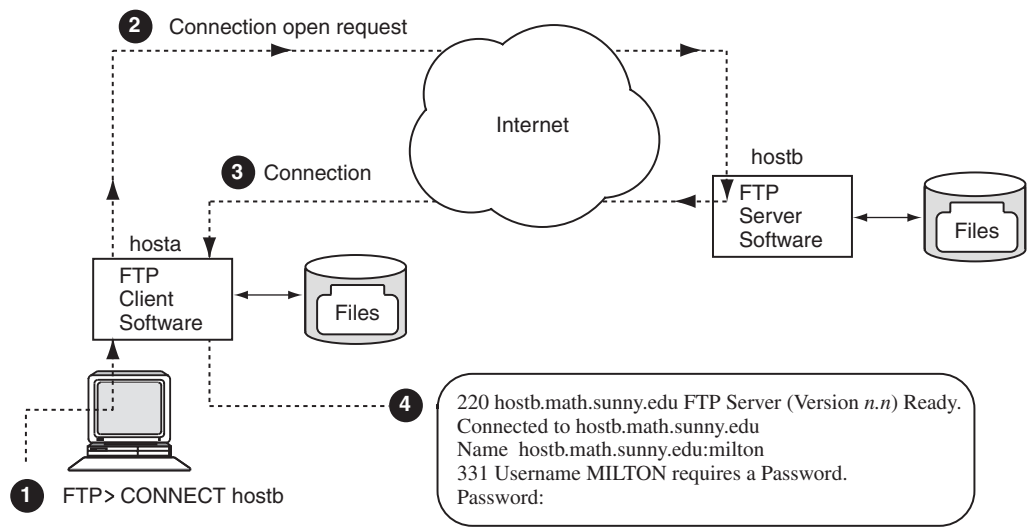 2 Connection open request
Internet
3 Connection
hostb
FTP
Server
Software
Files
hosta
FTP
Client
Software
Files
4
220 hostb.math.sunny.edu FTP Server (Version n.n) Ready.
Connected to hostb.math.sunny.edu
Name hostb.math.sunny.edu:milton
331 Username MILTON requires a Password.
Password:
1 FTP> CONNECT hostb